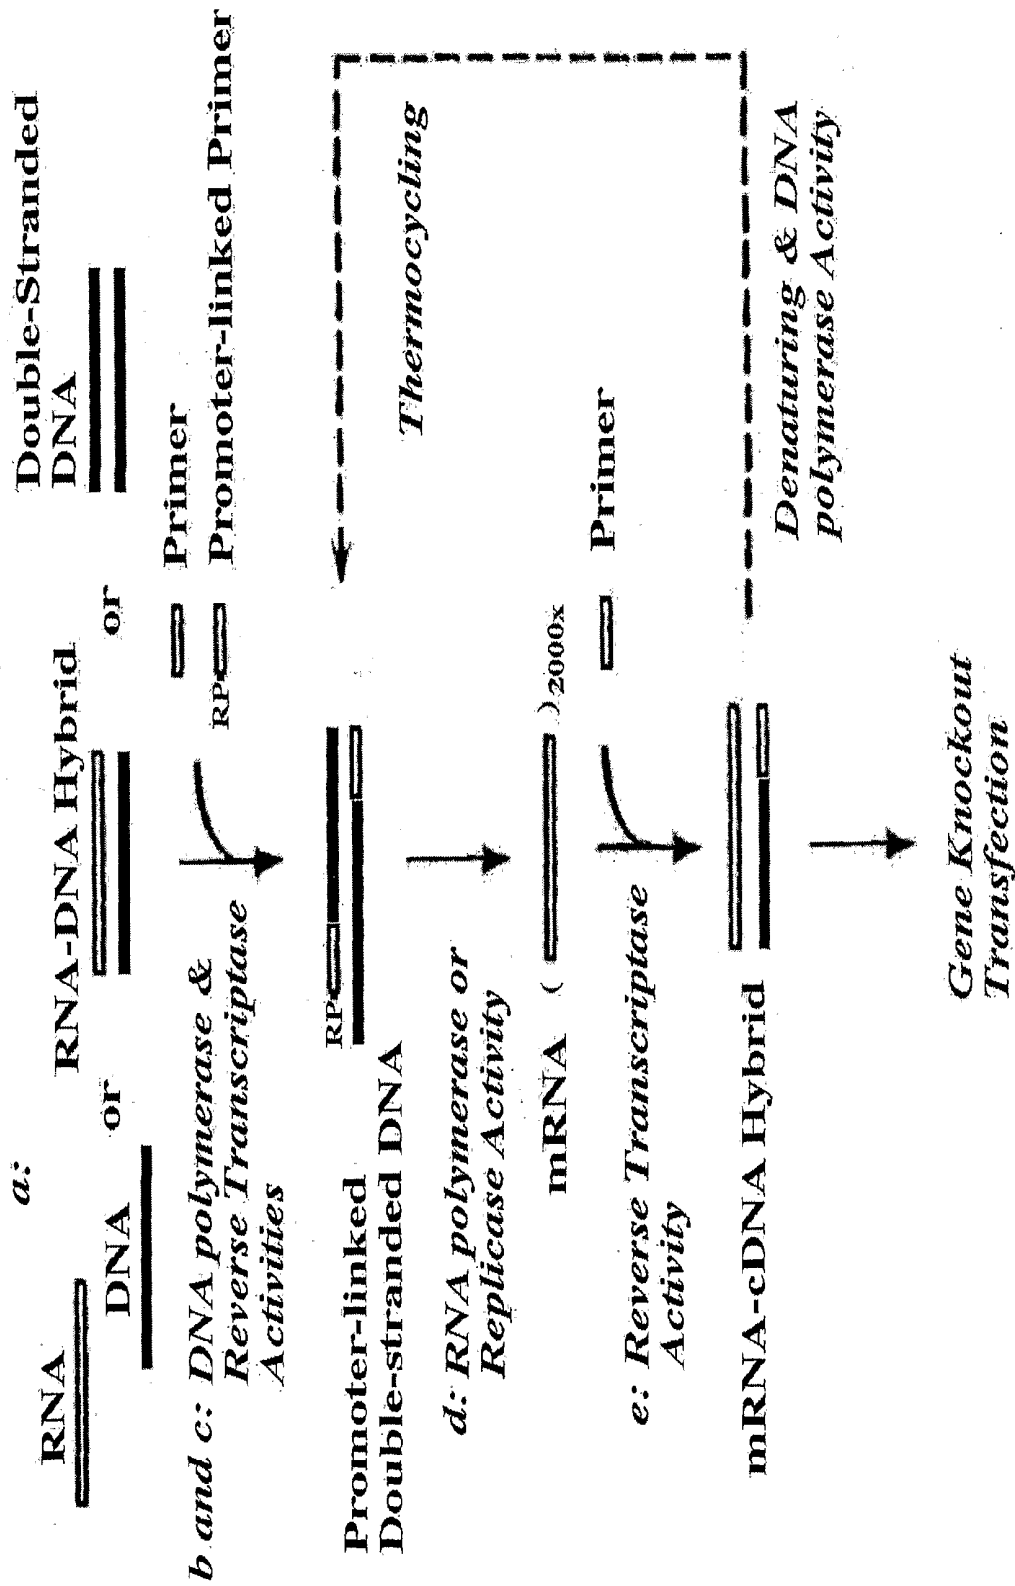 a:
RNA
DNA
or
RNA-DNA Hybrid
or
Double-Stranded
DNA
b and c: DNA polymerase &
Reverse Transcriptase
Activities
Primer
RP
Promoter-linked Primer
Promoter-linked
Double-stranded DNA
RP
Thermocycling
d: RNA polymerase or
Replicase Activity
mRNA ( )2000x
e: Reverse Transcriptase
Activity
Primer
mRNA-cDNA Hybrid
Denaturing & DNA
polymerase Activity
Gene Knockout
Transfection